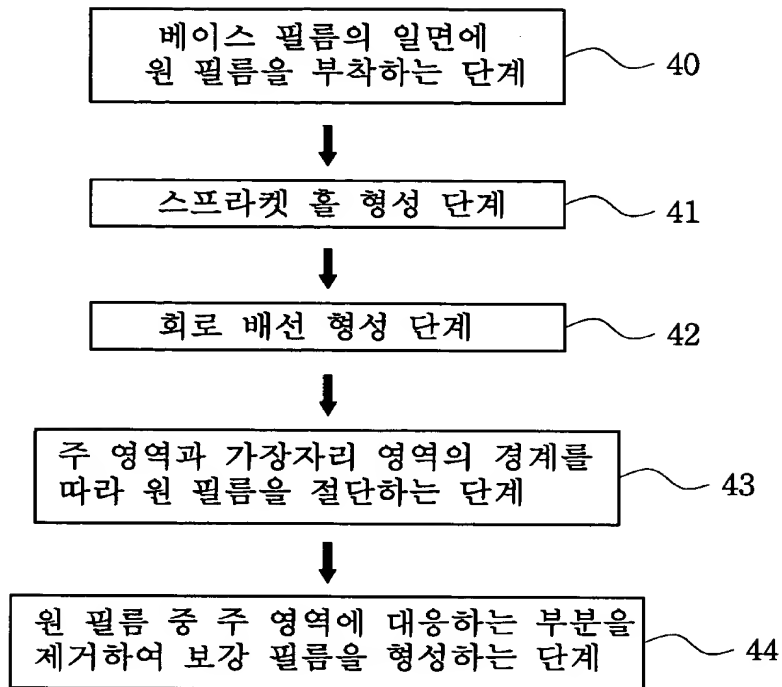 베이스 필름의 일면에
원 필름을 부착하는 단계
40
스프라켓 홀 형성 단계
41
회로 배선 형성 단계
42
주 영역과 가장자리 영역의 경계를
따라 원 필름을 절단하는 단계
43
원 필름 중 주 영역에 대응하는 부분을
제거하여 보강 필름을 형성하는 단계
44